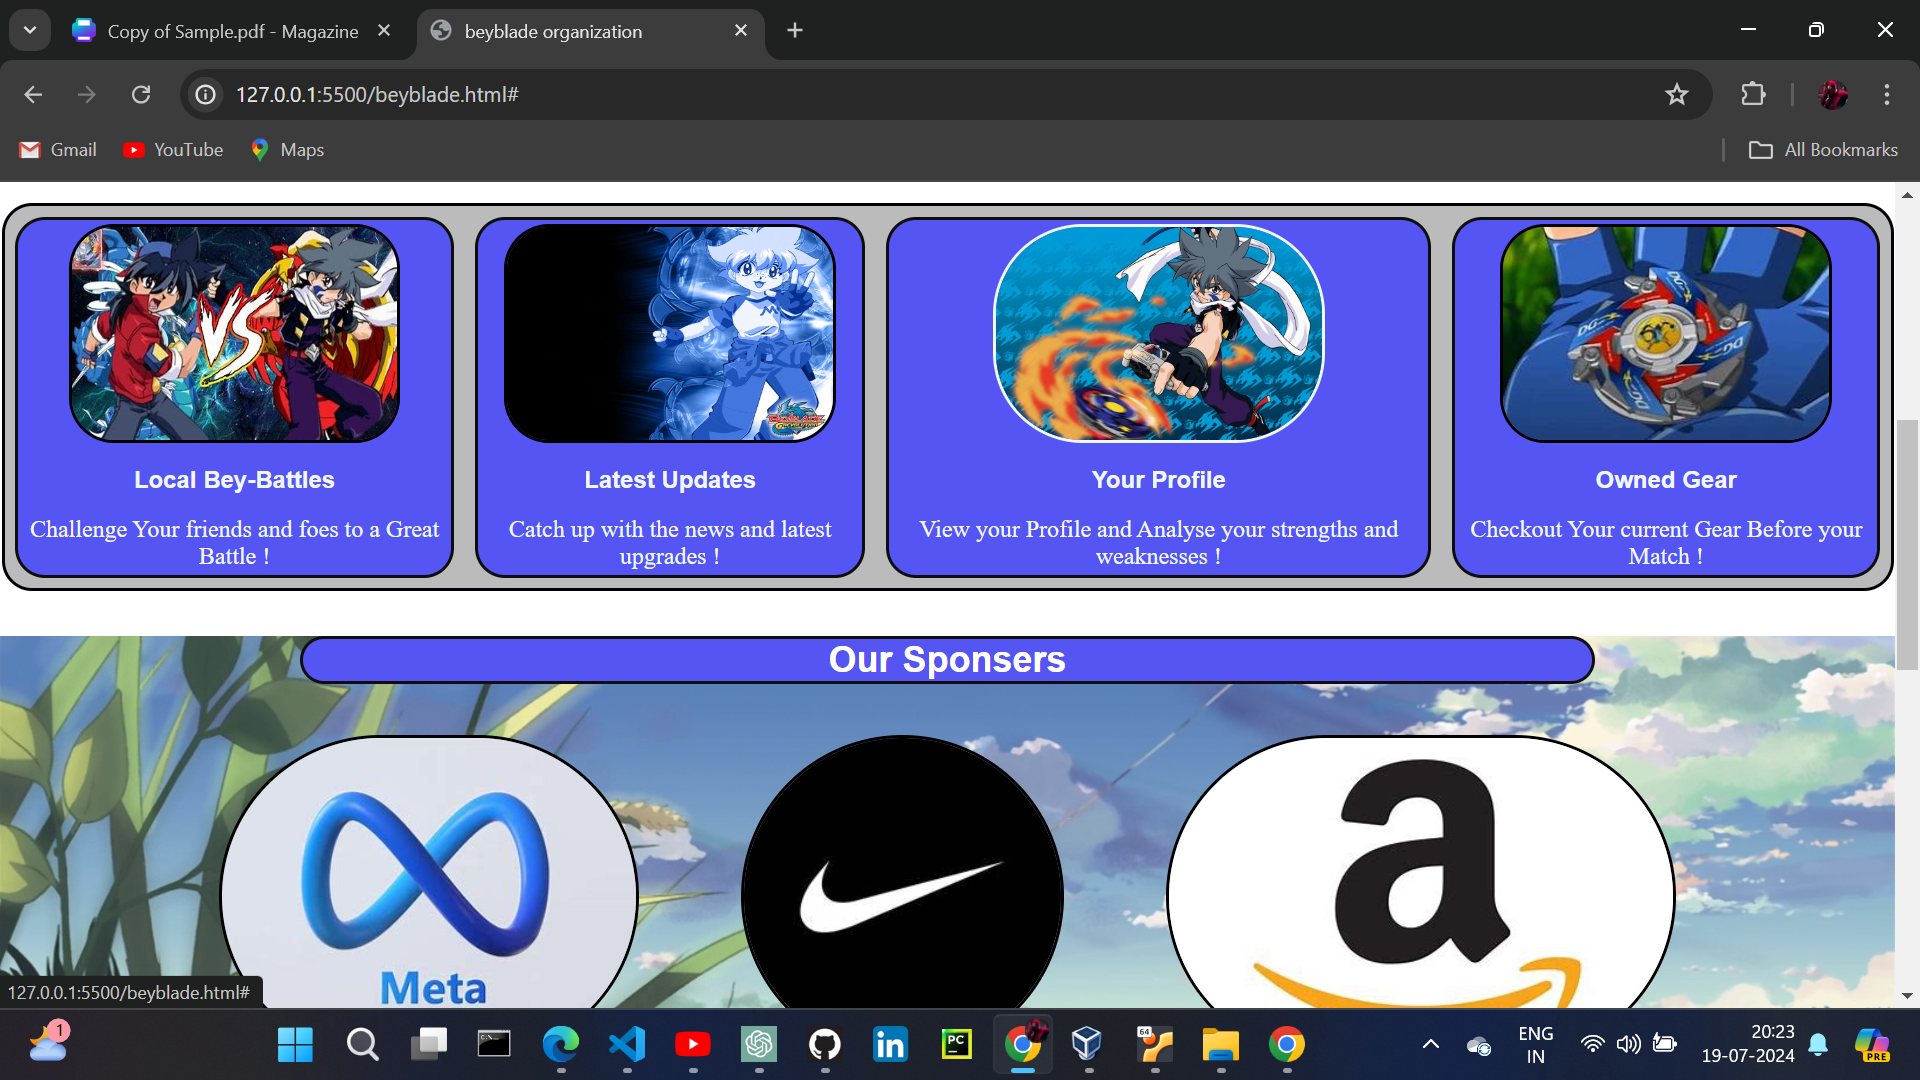 Copy of Sample.pdf - Magazine
beyblade organization
127.0.0.1:5500/beyblade.html#
Gmail
YouTube
Maps
All Bookmarks
VS
Local Bey-Battles
Challenge Your friends and foes to a Great
Battle !
Latest Updates
Catch up with the news and latest
upgrades !
Your Profile
View your Profile and Analyse your strengths and
weaknesses !
Owned Gear
Checkout Your current Gear Before your
Match !
Our Sponsers
Meta
a
127.0.0.1:5500/beyblade.html#
1
PC
64
ENG
IN
20:23
19-07-2024
PRE